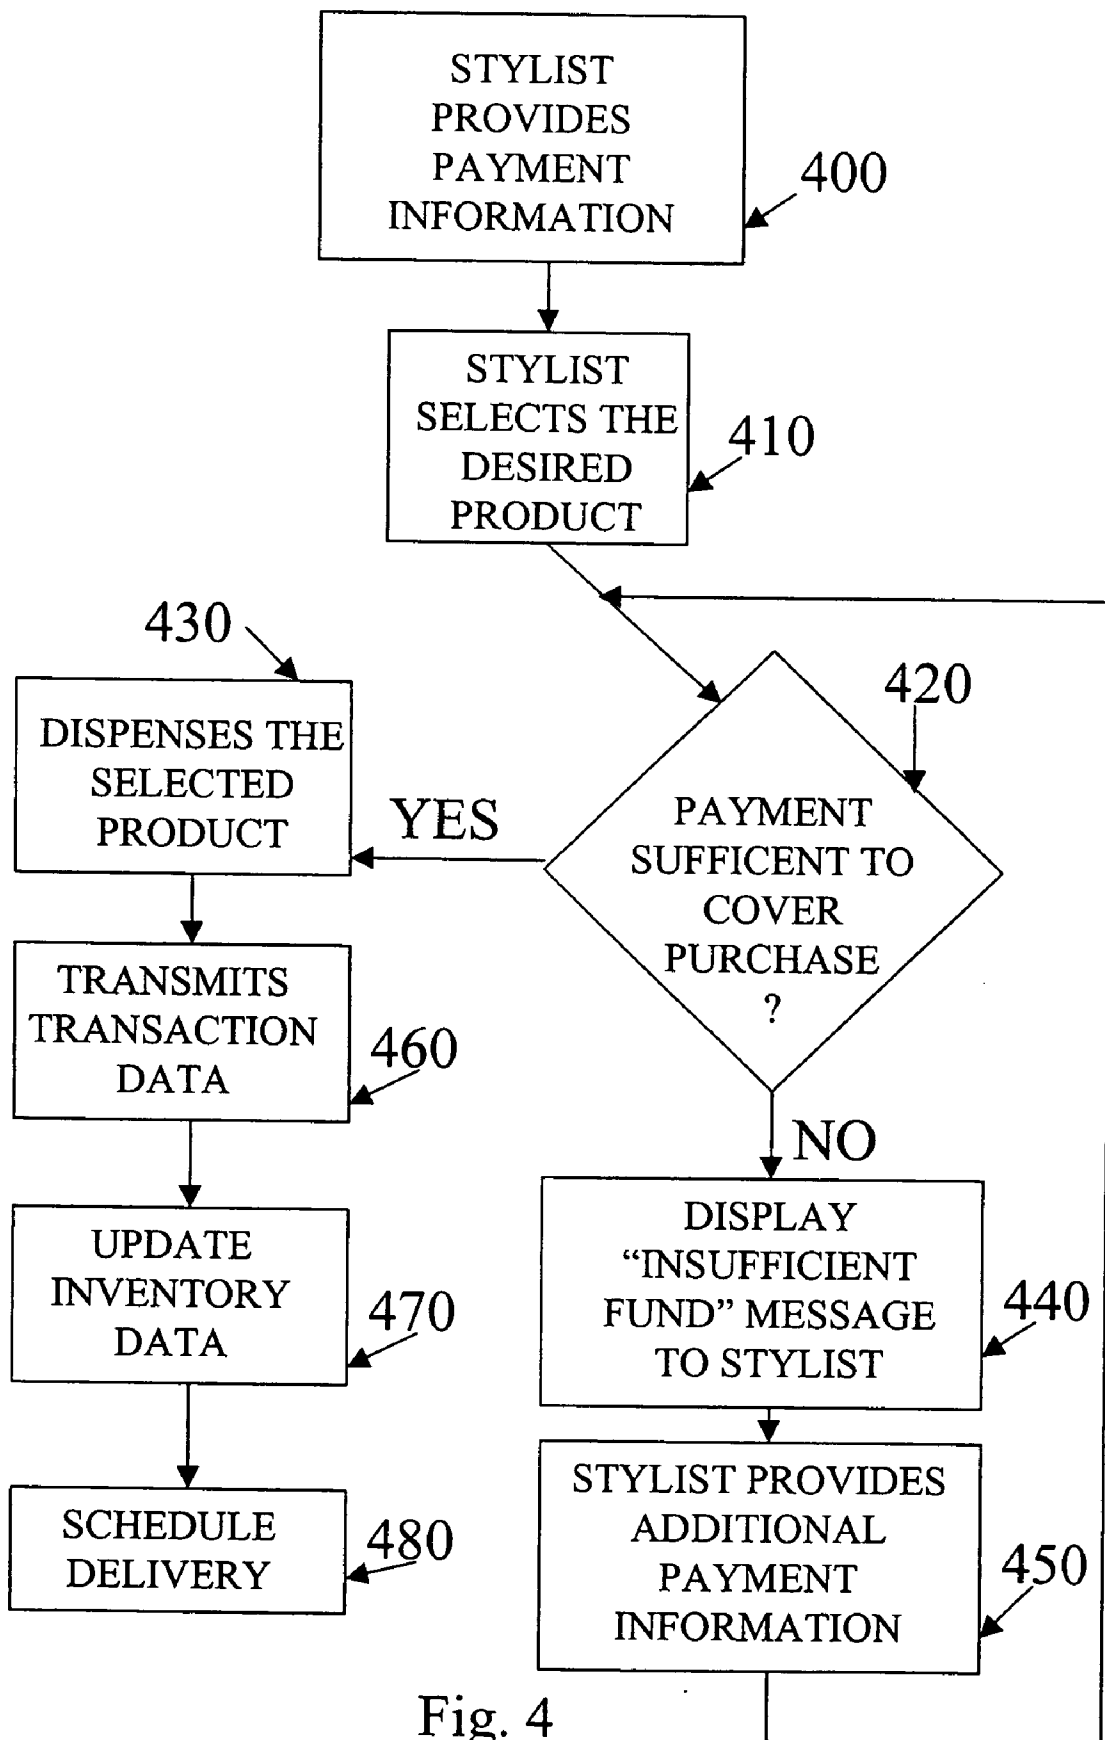 STYLIST
PROVIDES
PAYMENT
INFORMATION
400
STYLIST
SELECTS THE
DESIRED
PRODUCT
410
420
PAYMENT
SUFFICENT TO
COVER
PURCHASE
?
YES
430
DISPENSES THE
SELECTED
PRODUCT
TRANSMITS
TRANSACTION
DATA
460
UPDATE
INVENTORY
DATA
470
SCHEDULE
DELIVERY
480
NO
DISPLAY
“INSUFFICIENT
FUND” MESSAGE
TO STYLIST
440
STYLIST PROVIDES
ADDITIONAL
PAYMENT
INFORMATION
450
Fig. 4